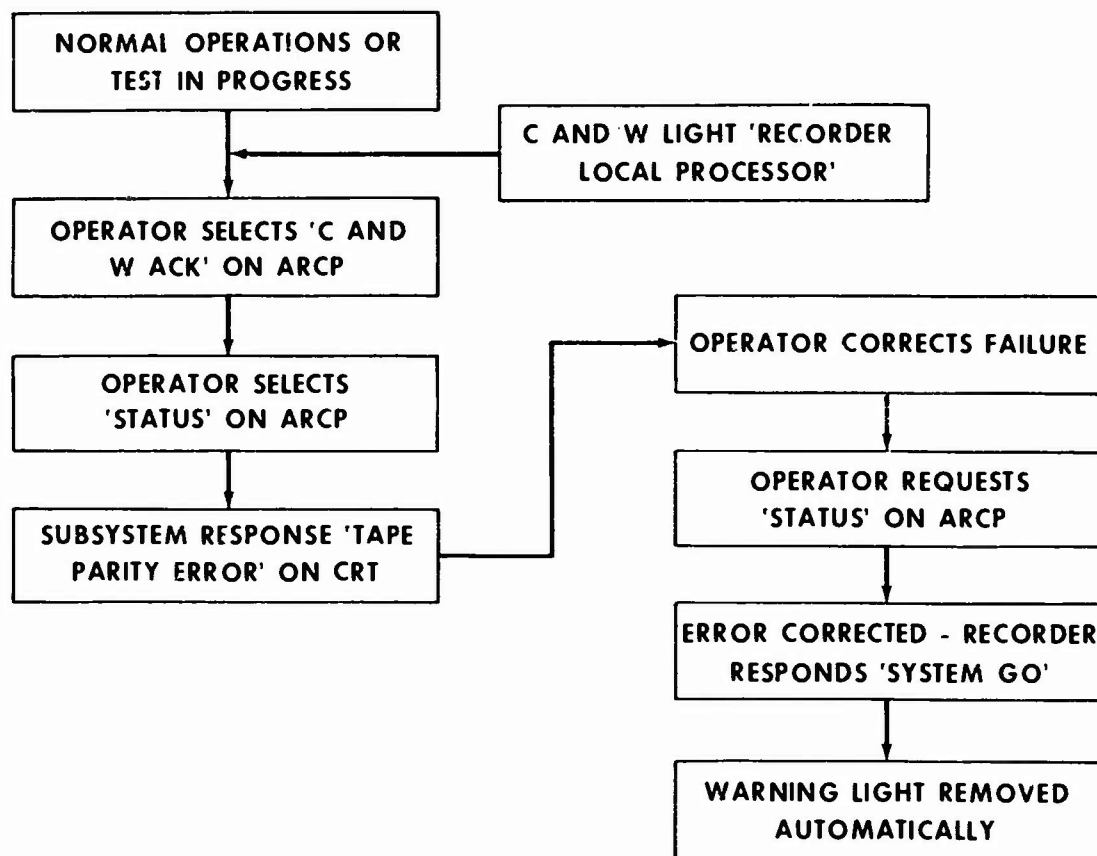 NORMAL OPERATIONS OR
TEST IN PROGRESS
C AND W LIGHT 'RECORDER
LOCAL PROCESSOR'
OPERATOR SELECTS 'C AND
W ACK' ON ARCP
OPERATOR SELECTS
'STATUS' ON ARCP
SUBSYSTEM RESPONSE 'TAPE
PARITY ERROR' ON CRT
OPERATOR CORRECTS FAILURE
OPERATOR REQUESTS
'STATUS' ON ARCP
ERROR CORRECTED - RECORDER
RESPONDS 'SYSTEM GO'
WARNING LIGHT REMOVED
AUTOMATICALLY